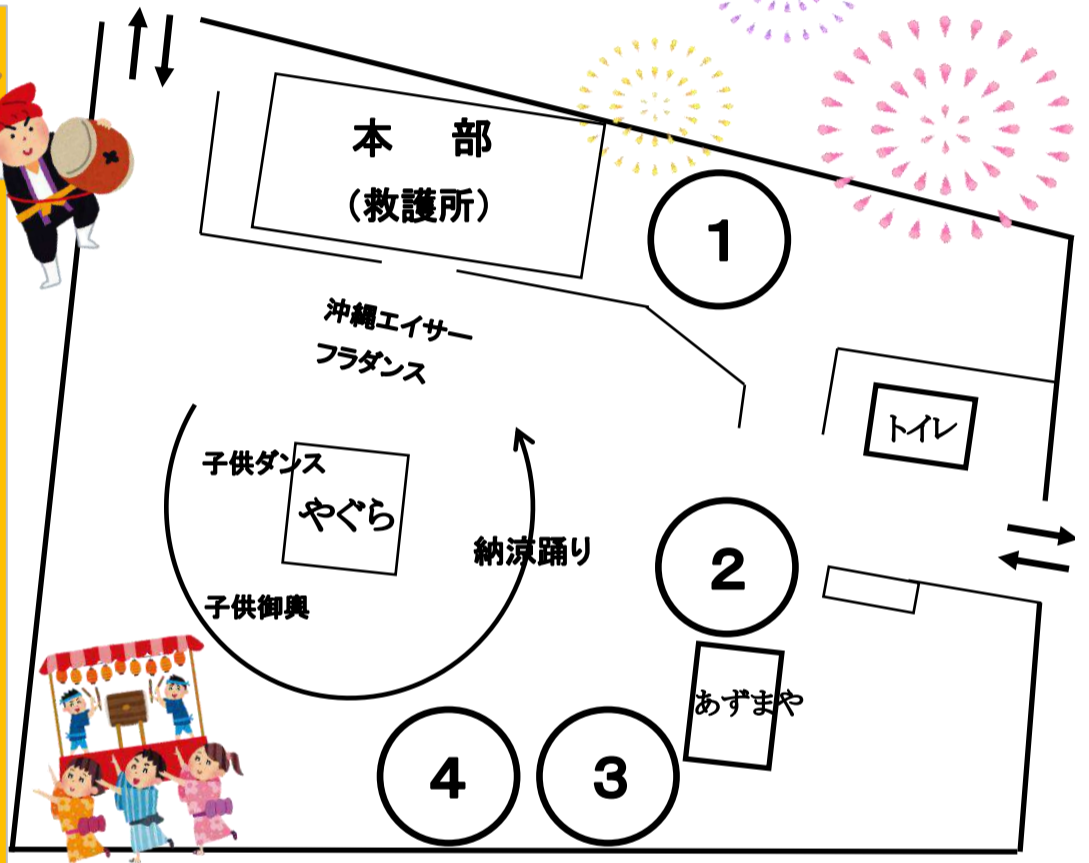 本　部
（救護所）
1
沖縄エイサー
フラダンス
トイレ
子供ダンス
やぐら
納涼踊り
2
子供御輿
あずまや
4
3